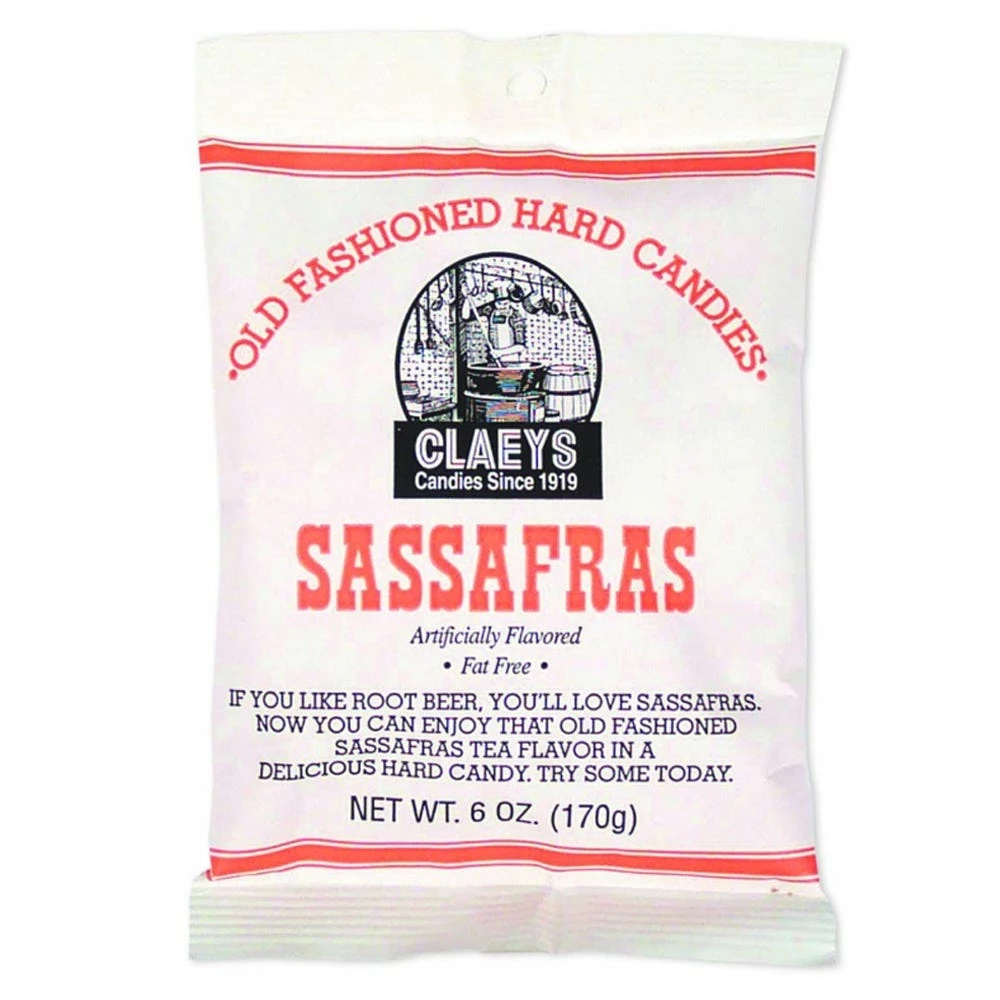 •OLD FASHIONED HARD CANDIES•
CLAEYS
Candies Since 1919
SASSAFRAS
Artificially Flavored
• Fat Free •
IF YOU LIKE ROOT BEER, YOU'LL LOVE SASSAFRAS.
NOW YOU CAN ENJOY THAT OLD FASHIONED
SASSAFRAS TEA FLAVOR IN A
DELICIOUS HARD CANDY. TRY SOME TODAY.
NET WT. 6 OZ. (170g)